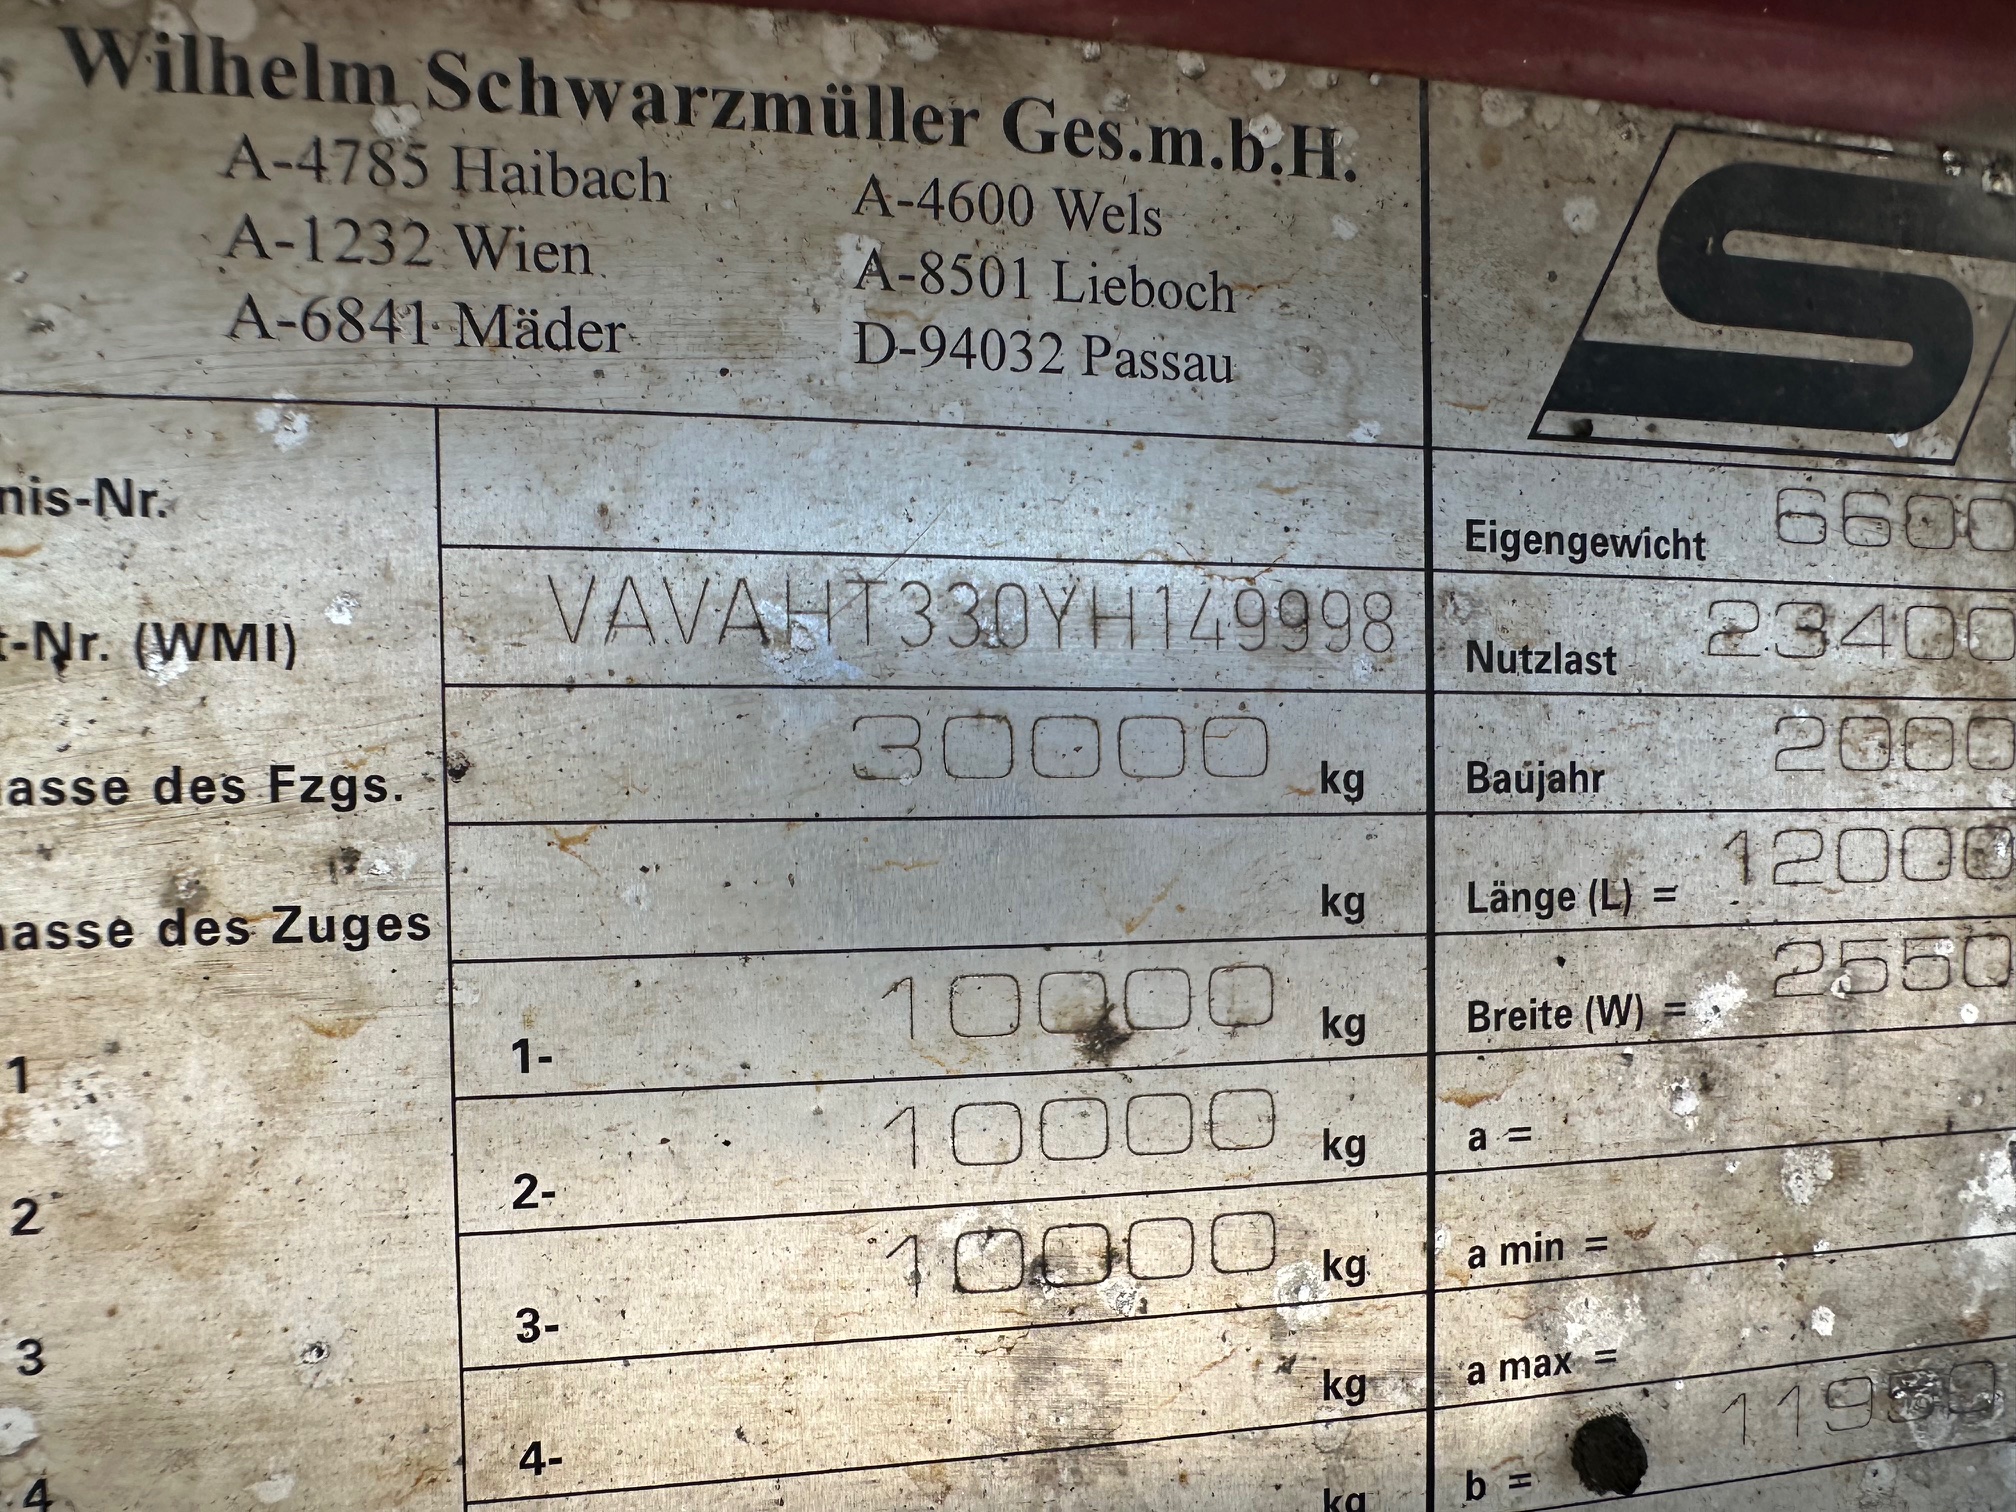 Wilhelm Schwarzmüller Ges.m.b.H.
A-4785 Haibach A-4600 Wels
A-1232 Wien A-8501 Lieboch
A-6841 Mäder D-94032 Passau
S
nis-Nr.
Eigengewicht 6600
t-Nr. (WMI) VAVAHT330YH149998
Nutzlast 23400
asse des Fzgs. 30000 kg
Baujahr 2000
asse des Zuges kg
Länge (L) = 12000
1 1- 10000 kg
Breite (W) = 2550
2 2- 10000 kg
a =
3 3- 10000 kg
a min =
4 4- kg
a max =
kg
b = 11950